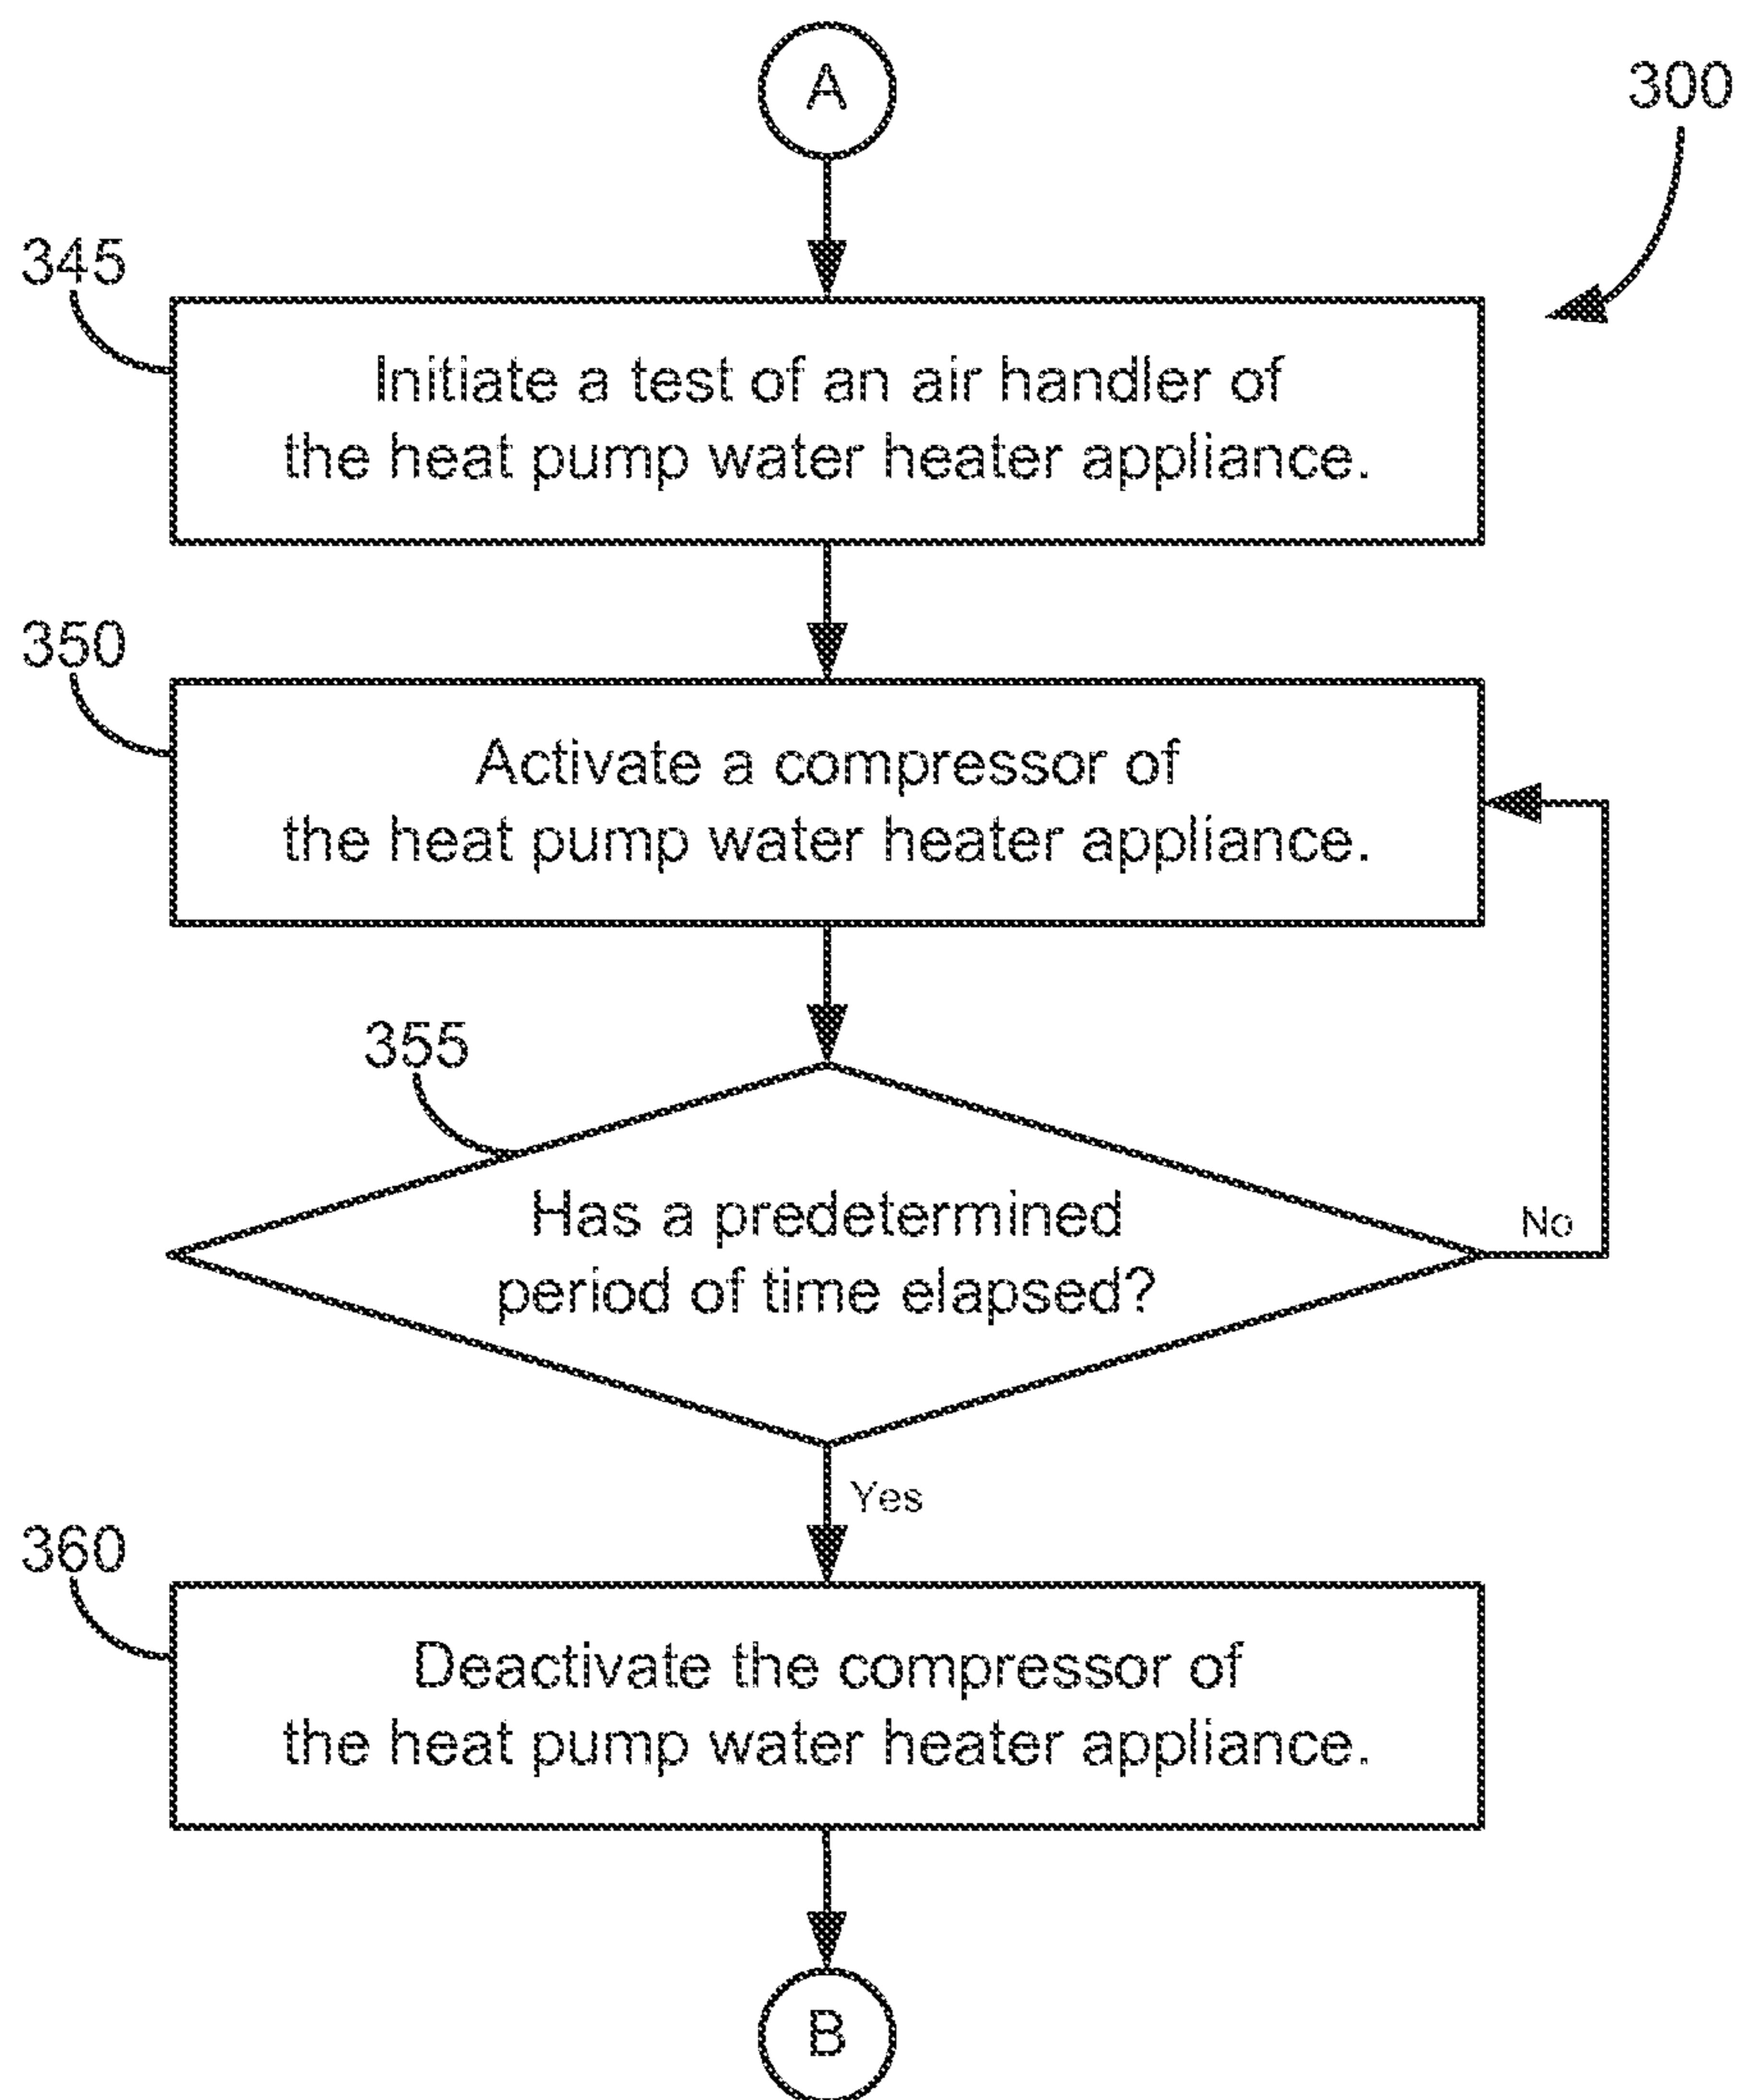 A
300
345
Initiate a test of an air handler of
the heat pump water heater appliance.
350
Activate a compressor of
the heat pump water heater appliance.
355
Has a predetermined
period of time elapsed?
No
Yes
360
Deactivate the compressor of
the heat pump water heater appliance.
B